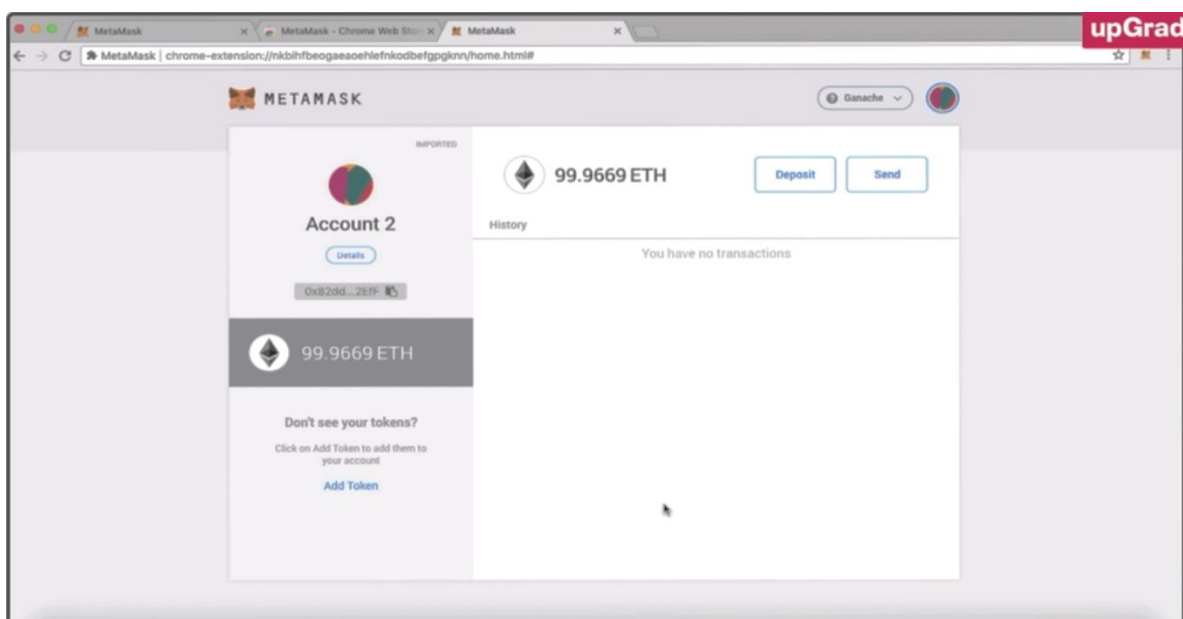 MetaMask
MetaMask - Chrome Web Sto
MetaMask
upGrad
MetaMask | chrome-extension://nkbihfbeogaeaoehlefnkodbefgpgknn/home.html#
METAMASK
Ganache
IMPORTED
Account 2
Details
0x82dd...2EfF
99.9669 ETH
Don't see your tokens?
Click on Add Token to add them to
your account
Add Token
99.9669 ETH
Deposit
Send
History
You have no transactions